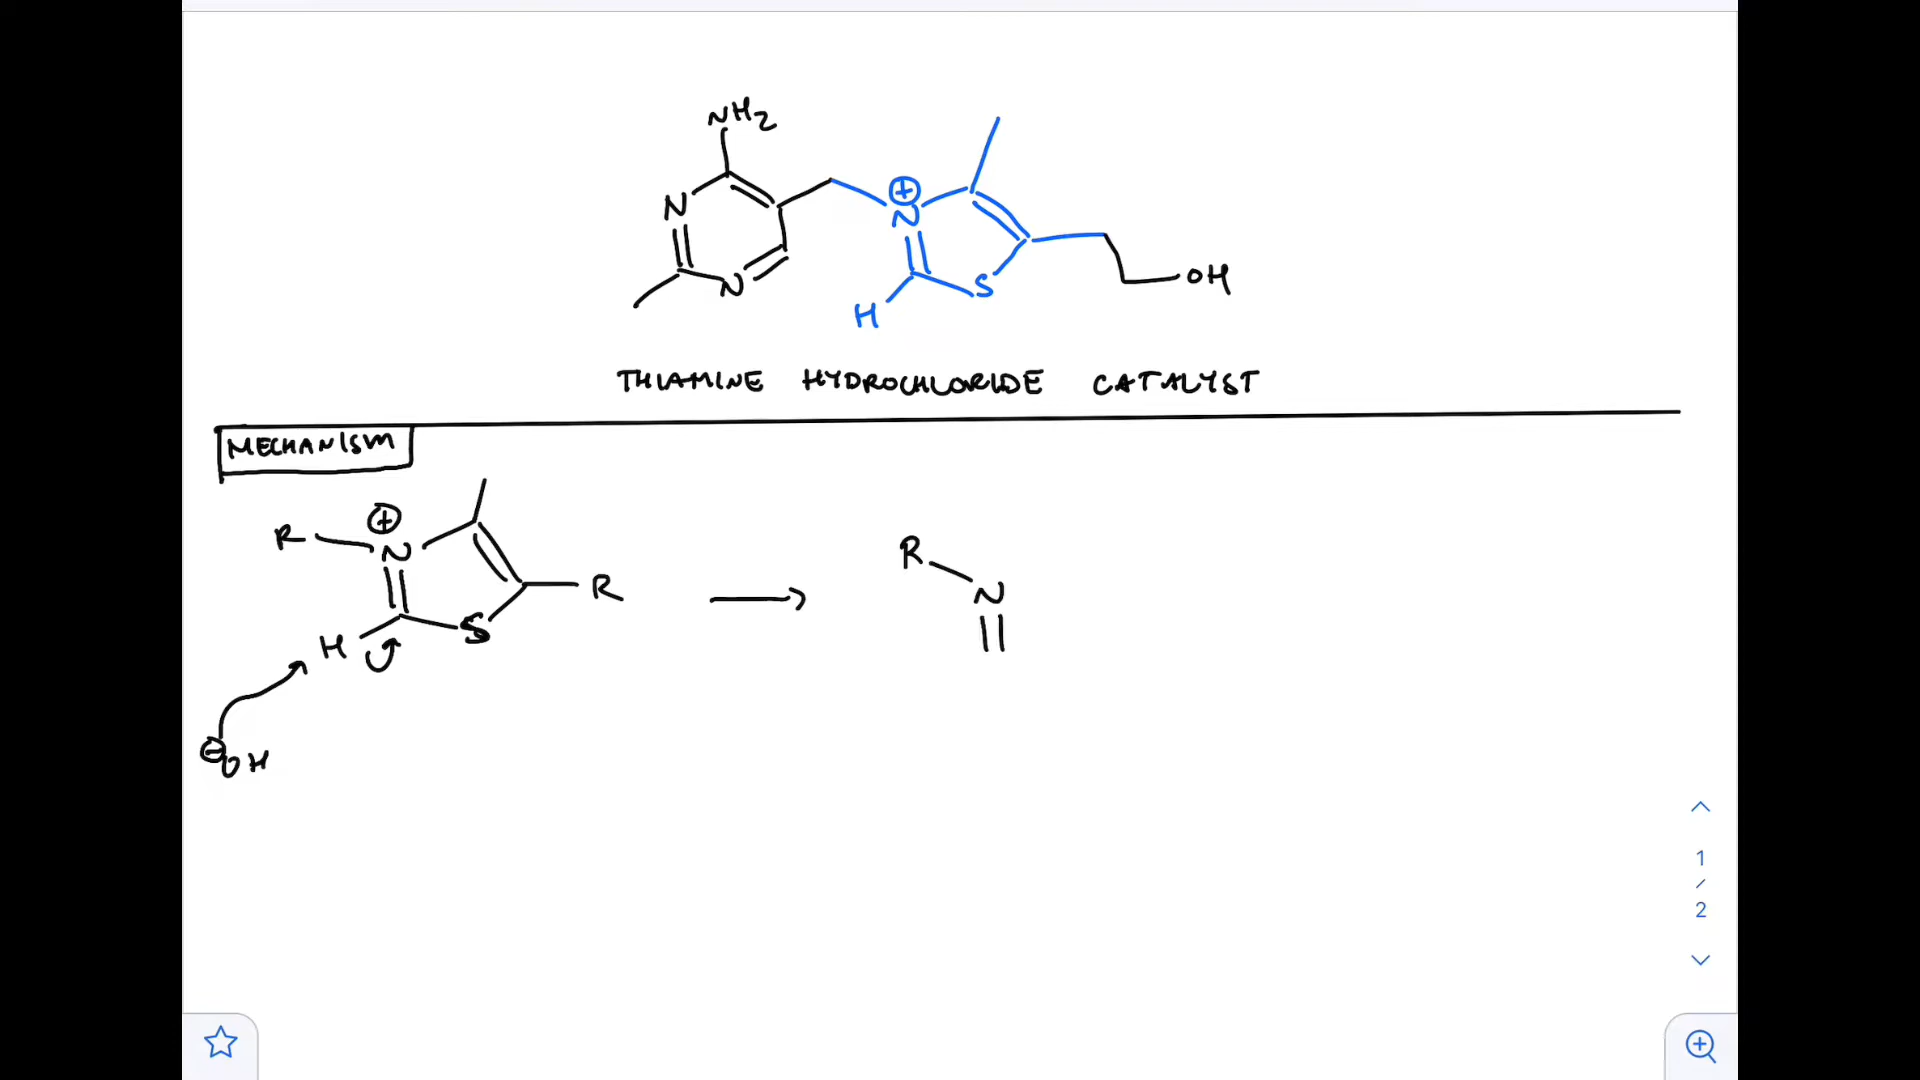 NH2
N
⊕
N
N
S
H
OH
THIAMINE HYDROCHLORIDE CATALYST
MECHANISM
R
⊕
N
R
N
R
S
H
⊖OH
1
/
2